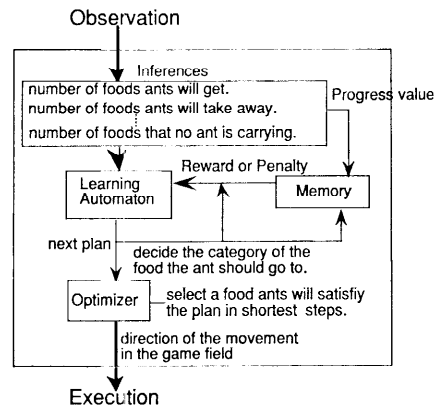 Observation
Inferences
number of foods ants will get.
number of foods ants will take away.
number of foods that no ant is carrying.
Progress value
Reward or Penalty
Learning
Automaton
Memory
next plan
decide the category of the
food the ant should go to.
Optimizer
select a food ants will satisfiy
the plan in shortest steps.
direction of the movement
in the game field
Execution